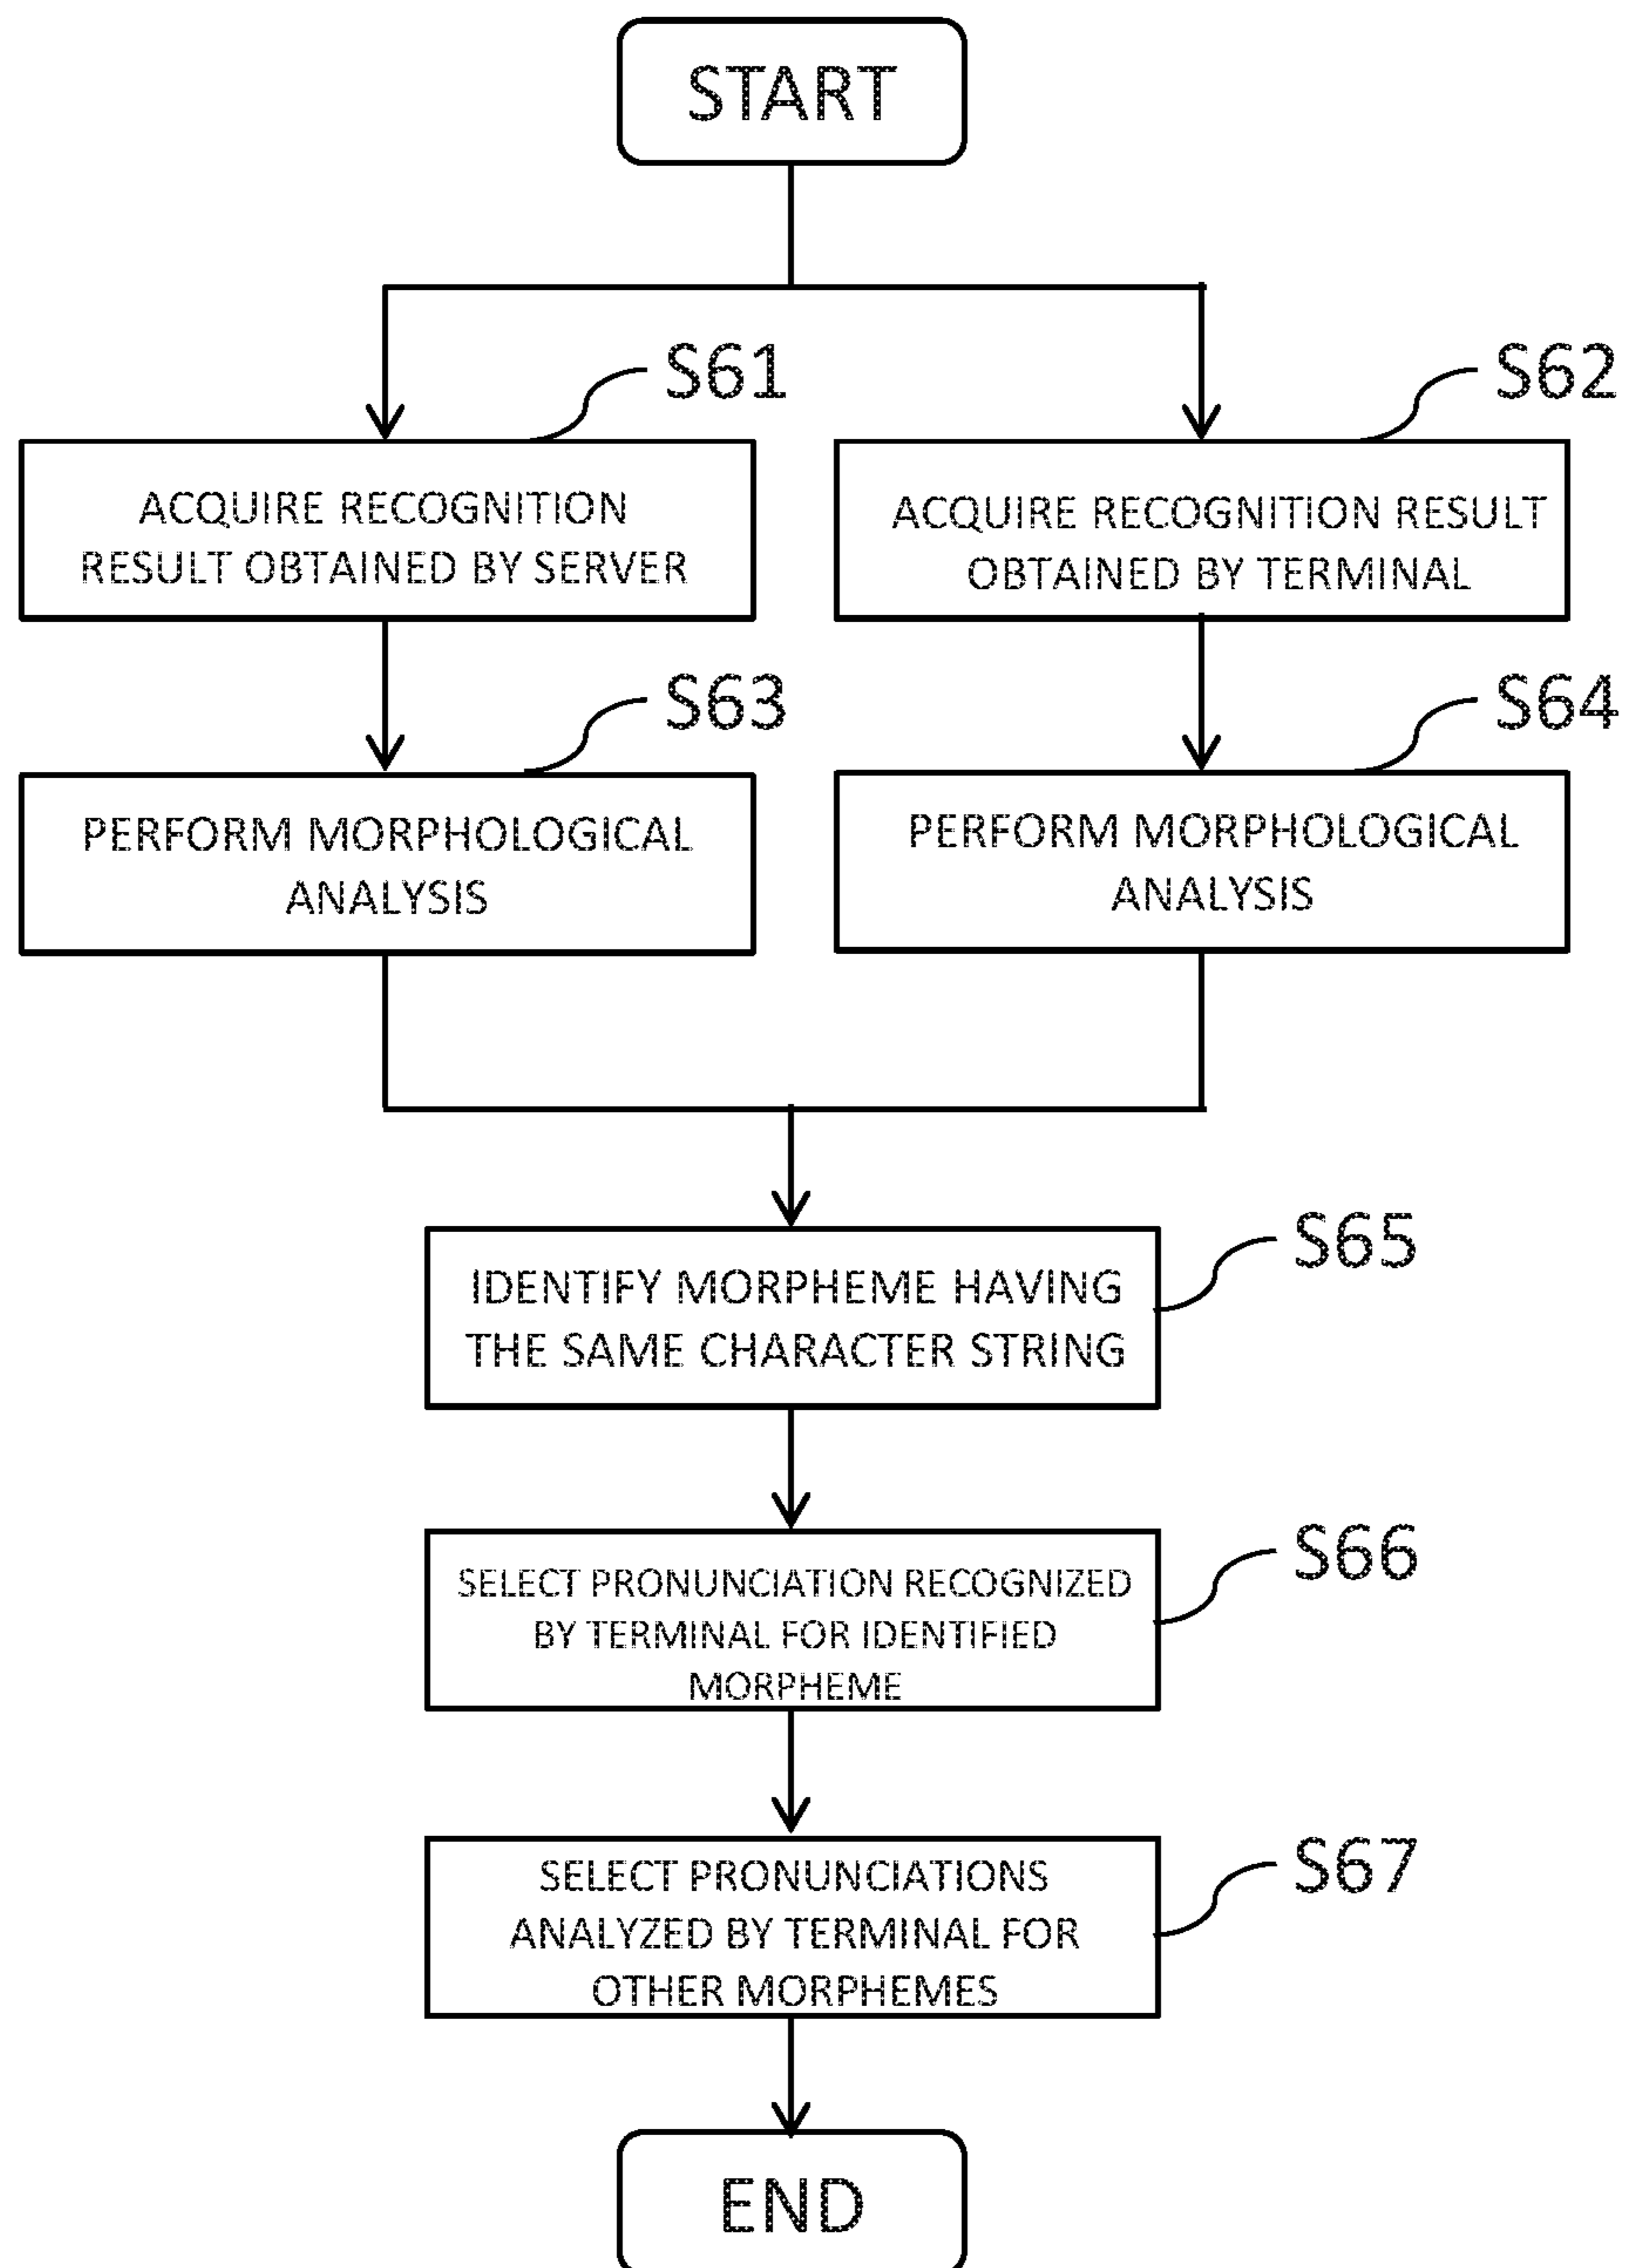 START
S61
S62
ACQUIRE RECOGNITION
RESULT OBTAINED BY SERVER
ACQUIRE RECOGNITION RESULT
OBTAINED BY TERMINAL
S63
S64
PERFORM MORPHOLOGICAL
ANALYSIS
PERFORM MORPHOLOGICAL
ANALYSIS
S65
IDENTIFY MORPHEME HAVING
THE SAME CHARACTER STRING
S66
SELECT PRONUNCIATION RECOGNIZED
BY TERMINAL FOR IDENTIFIED
MORPHEME
S67
SELECT PRONUNCIATIONS
ANALYZED BY TERMINAL FOR
OTHER MORPHEMES
END